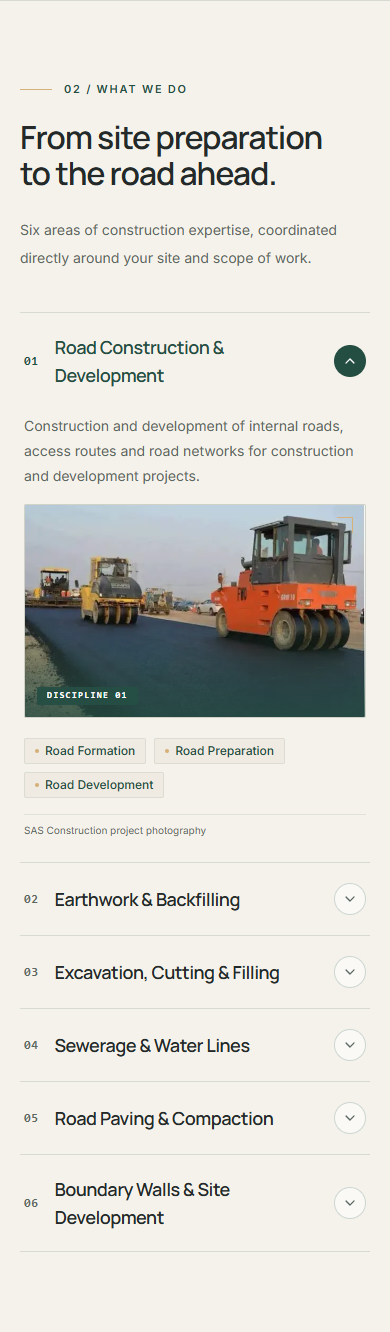 02 / WHAT WE DO
From site preparation
to the road ahead.
Six areas of construction expertise, coordinated
directly around your site and scope of work.
01
Road Construction &
Development
Construction and development of internal roads,
access routes and road networks for construction
and development projects.
DISCIPLINE 01
Road Formation
Road Preparation
Road Development
SAS Construction project photography
02
Earthwork & Backfilling
03
Excavation, Cutting & Filling
04
Sewerage & Water Lines
05
Road Paving & Compaction
06
Boundary Walls & Site
Development